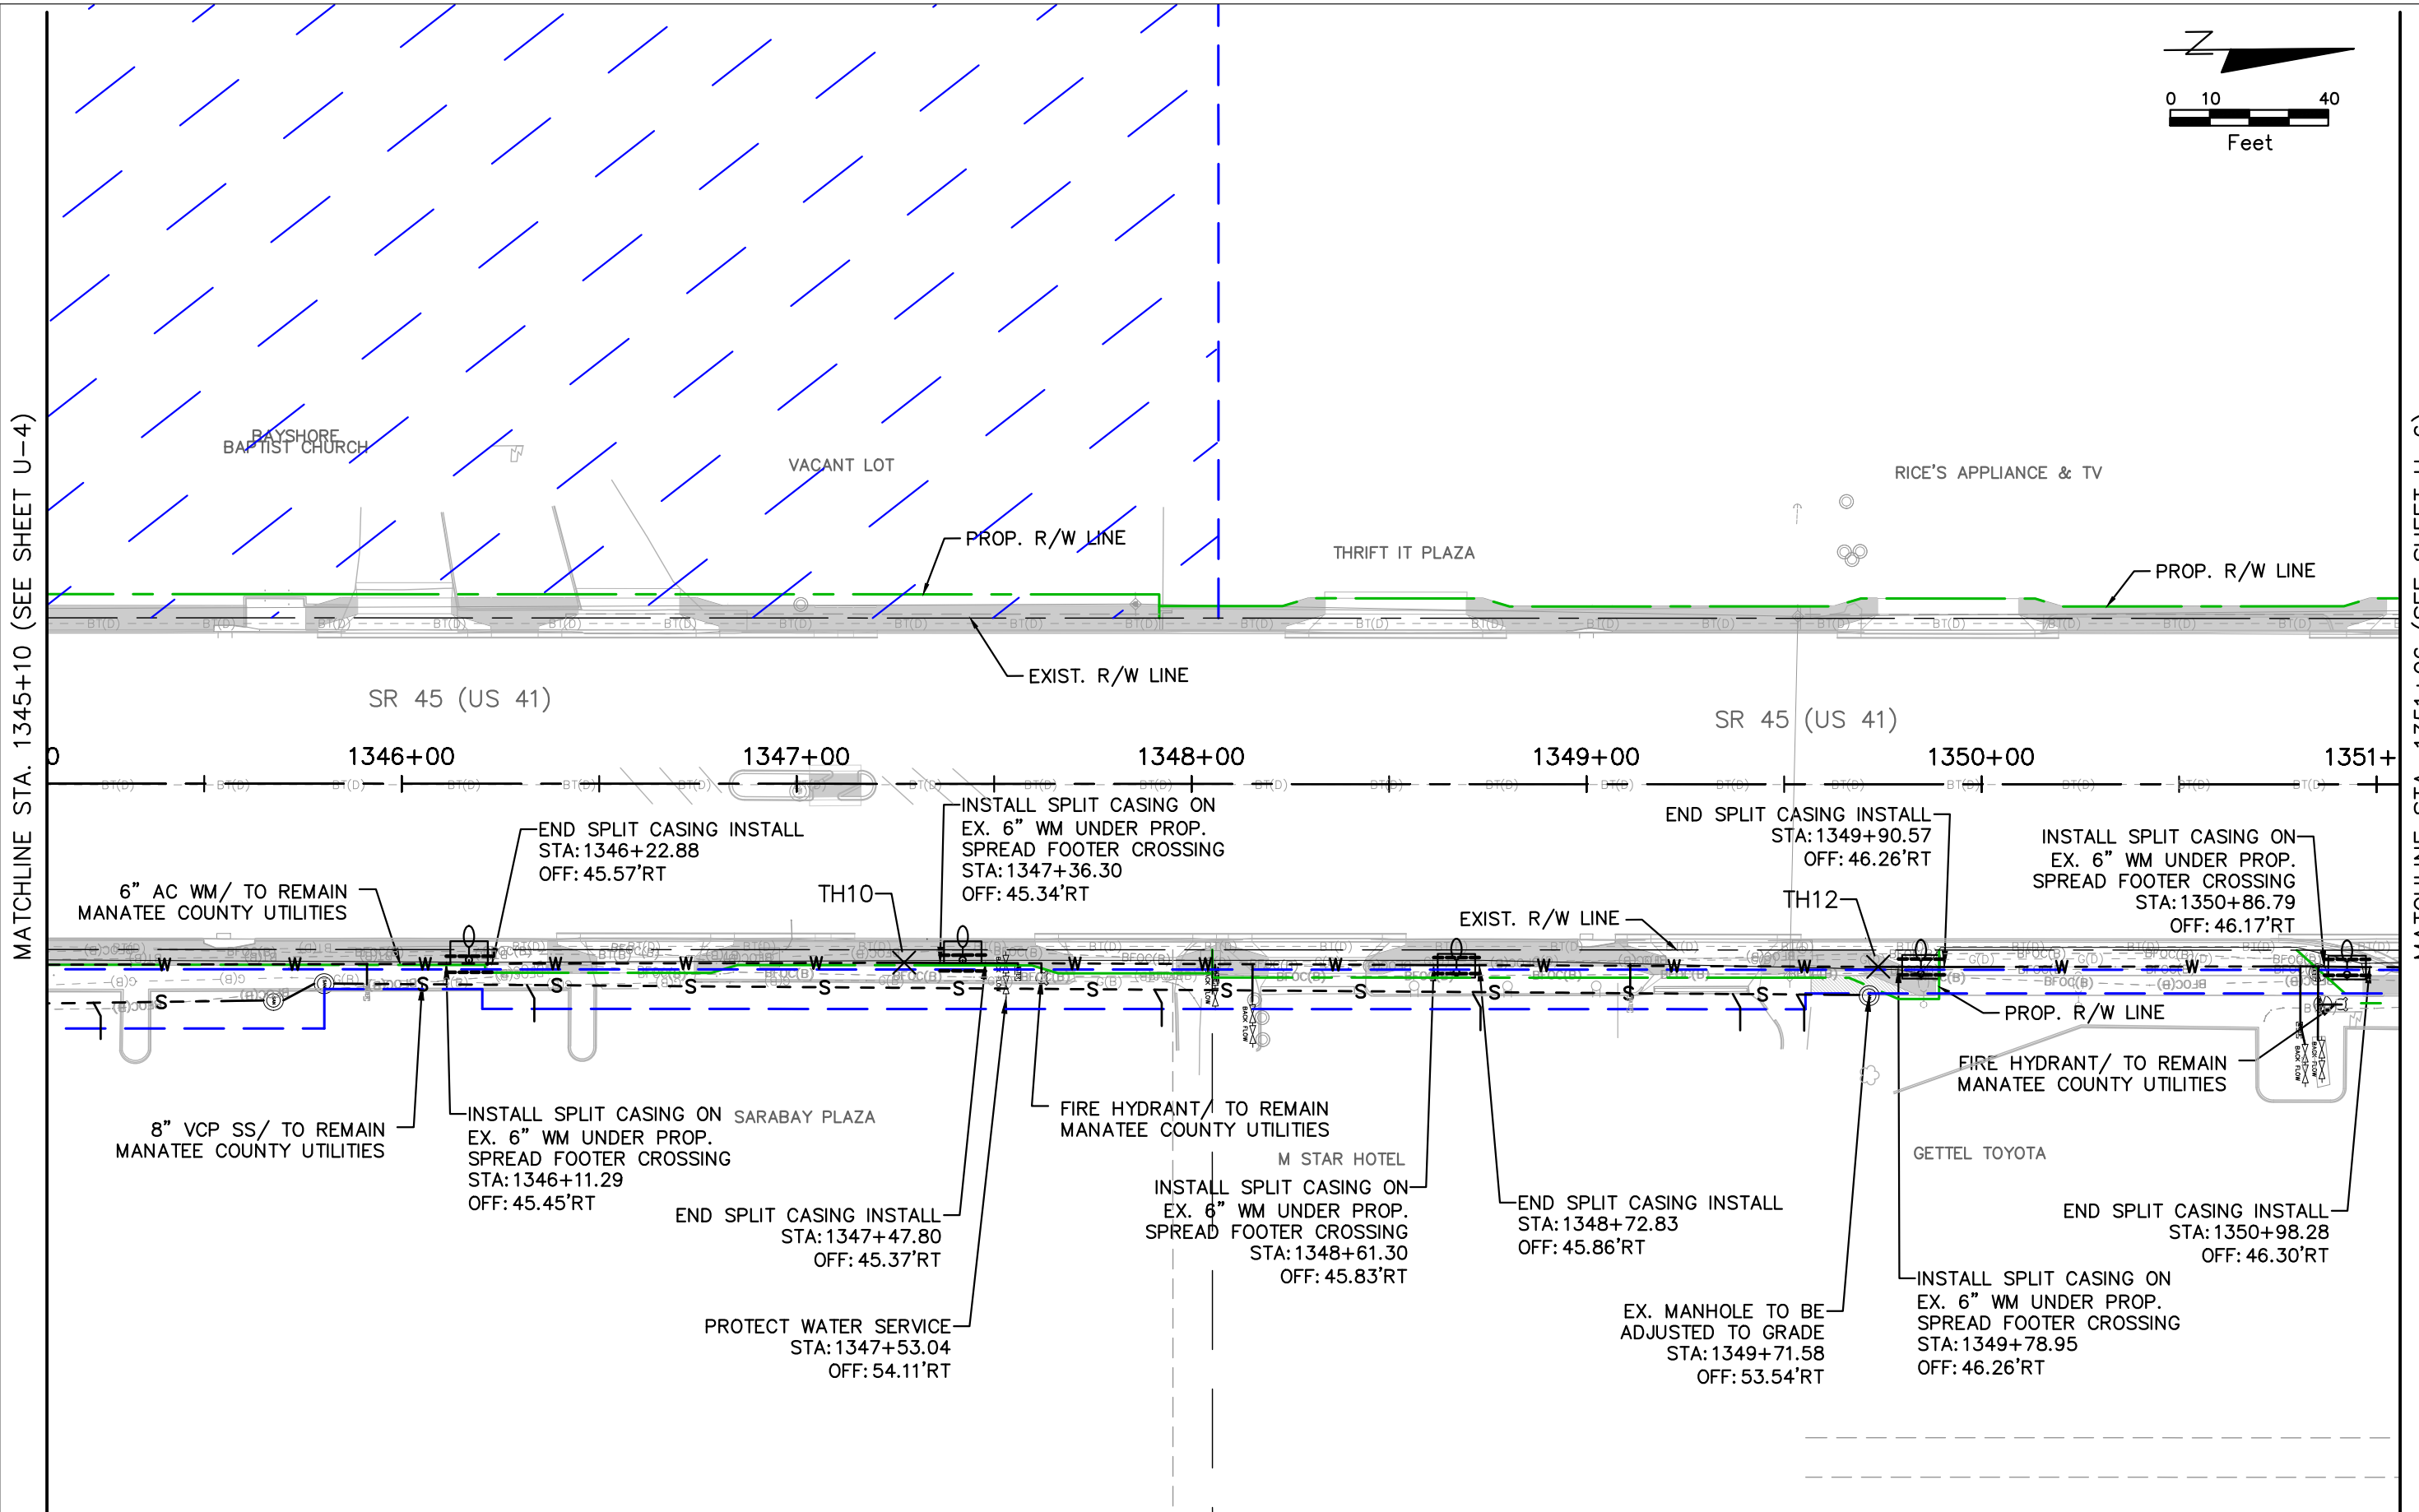 0 10 40
Feet
MATCHLINE STA. 1345+10 (SEE SHEET U-4)
BAYSHORE
BAPTIST CHURCH
VACANT LOT
RICE'S APPLIANCE & TV
PROP. R/W LINE
THRIFT IT PLAZA
PROP. R/W LINE
EXIST. R/W LINE
SR 45 (US 41)
SR 45 (US 41)
0 1346+00 1347+00 1348+00 1349+00 1350+00 1351+
END SPLIT CASING INSTALL
STA:1346+22.88
OFF: 45.57'RT
INSTALL SPLIT CASING ON
EX. 6" WM UNDER PROP.
SPREAD FOOTER CROSSING
STA:1347+36.30
OFF: 45.34'RT
END SPLIT CASING INSTALL
STA:1349+90.57
OFF: 46.26'RT
INSTALL SPLIT CASING ON
EX. 6" WM UNDER PROP.
SPREAD FOOTER CROSSING
STA:1350+86.79
OFF: 46.17'RT
6" AC WM/ TO REMAIN
MANATEE COUNTY UTILITIES
TH10
TH12
EXIST. R/W LINE
PROP. R/W LINE
8" VCP SS/ TO REMAIN
MANATEE COUNTY UTILITIES
INSTALL SPLIT CASING ON
EX. 6" WM UNDER PROP.
SPREAD FOOTER CROSSING
STA:1346+11.29
OFF: 45.45'RT
SARABAY PLAZA
FIRE HYDRANT/ TO REMAIN
MANATEE COUNTY UTILITIES
M STAR HOTEL
FIRE HYDRANT/ TO REMAIN
MANATEE COUNTY UTILITIES
GETTEL TOYOTA
END SPLIT CASING INSTALL
STA:1347+47.80
OFF: 45.37'RT
INSTALL SPLIT CASING ON
EX. 6" WM UNDER PROP.
SPREAD FOOTER CROSSING
STA:1348+61.30
OFF: 45.83'RT
END SPLIT CASING INSTALL
STA:1348+72.83
OFF: 45.86'RT
END SPLIT CASING INSTALL
STA:1350+98.28
OFF: 46.30'RT
PROTECT WATER SERVICE
STA:1347+53.04
OFF: 54.11'RT
EX. MANHOLE TO BE
ADJUSTED TO GRADE
STA:1349+71.58
OFF: 53.54'RT
INSTALL SPLIT CASING ON
EX. 6" WM UNDER PROP.
SPREAD FOOTER CROSSING
STA:1349+78.95
OFF: 46.26'RT